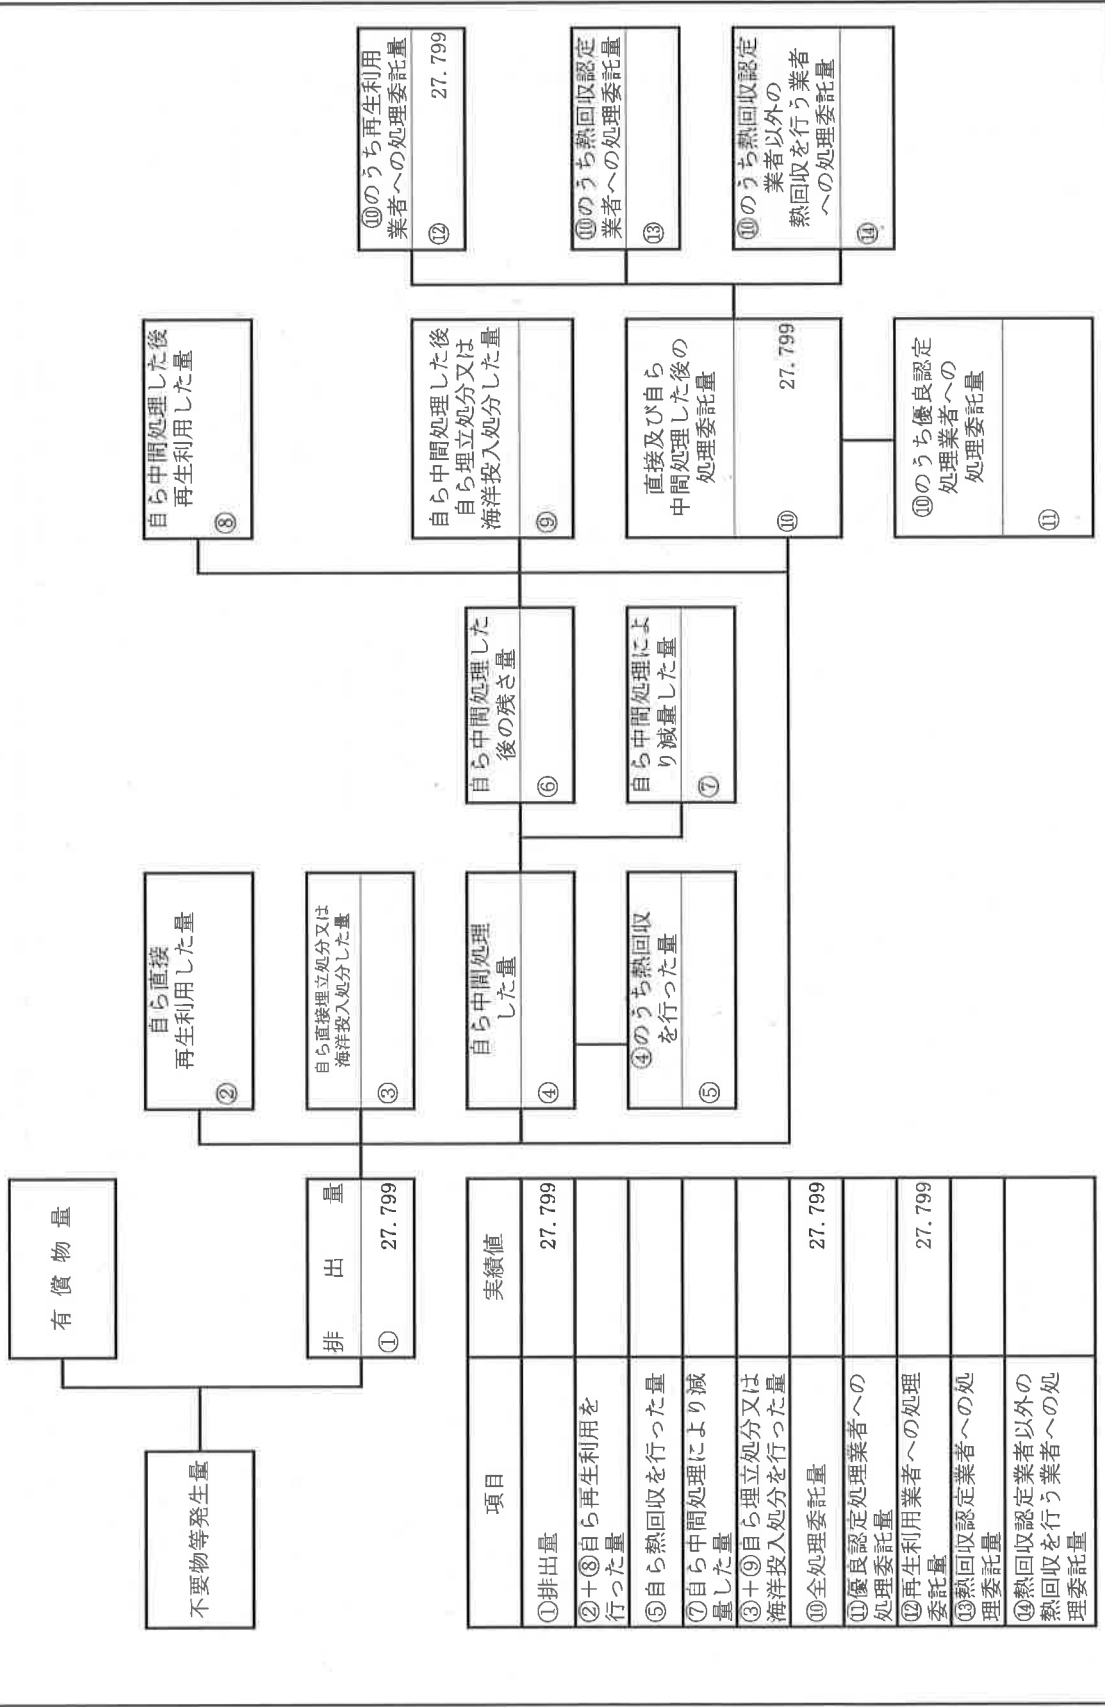 不要物等発生量
有償物量
排出量
① 27.799
自ら直接
再生利用した量
②
自ら直接埋立処分又は
海洋投入処分した量
③
自ら中間処理
した量
④
④のうち熱回収
を行った量
⑤
自ら中間処理した
後の残さ量
⑥
自ら中間処理によ
り減量した量
⑦
自ら中間処理した後
再生利用した量
⑧
自ら中間処理した後
自ら埋立処分又は
海洋投入処分した量
⑨
直接及び自ら
中間処理した後の
処理委託量
⑩ 27.799
⑩のうち優良認定
処理業者への
処理委託量
⑪
⑩のうち再生利用
業者への処理委託量
⑫ 27.799
⑩のうち熱回収認定
業者への処理委託量
⑬
⑩のうち熱回収認定
業者以外の
熱回収を行う業者
への処理委託量
⑭
項目 実績値
①排出量 27.799
②+⑧自ら再生利用を
行った量
⑤自ら熱回収を行った量
⑦自ら中間処理により減
量した量
③+⑨自ら埋立処分又は
海洋投入処分を行った量
⑩全処理委託量 27.799
⑪優良認定処理業者への
処理委託量
⑫再生利用業者への処理
委託量 27.799
⑬熱回収認定業者への処
理委託量
⑭熱回収認定業者以外の
熱回収を行う業者への処
理委託量